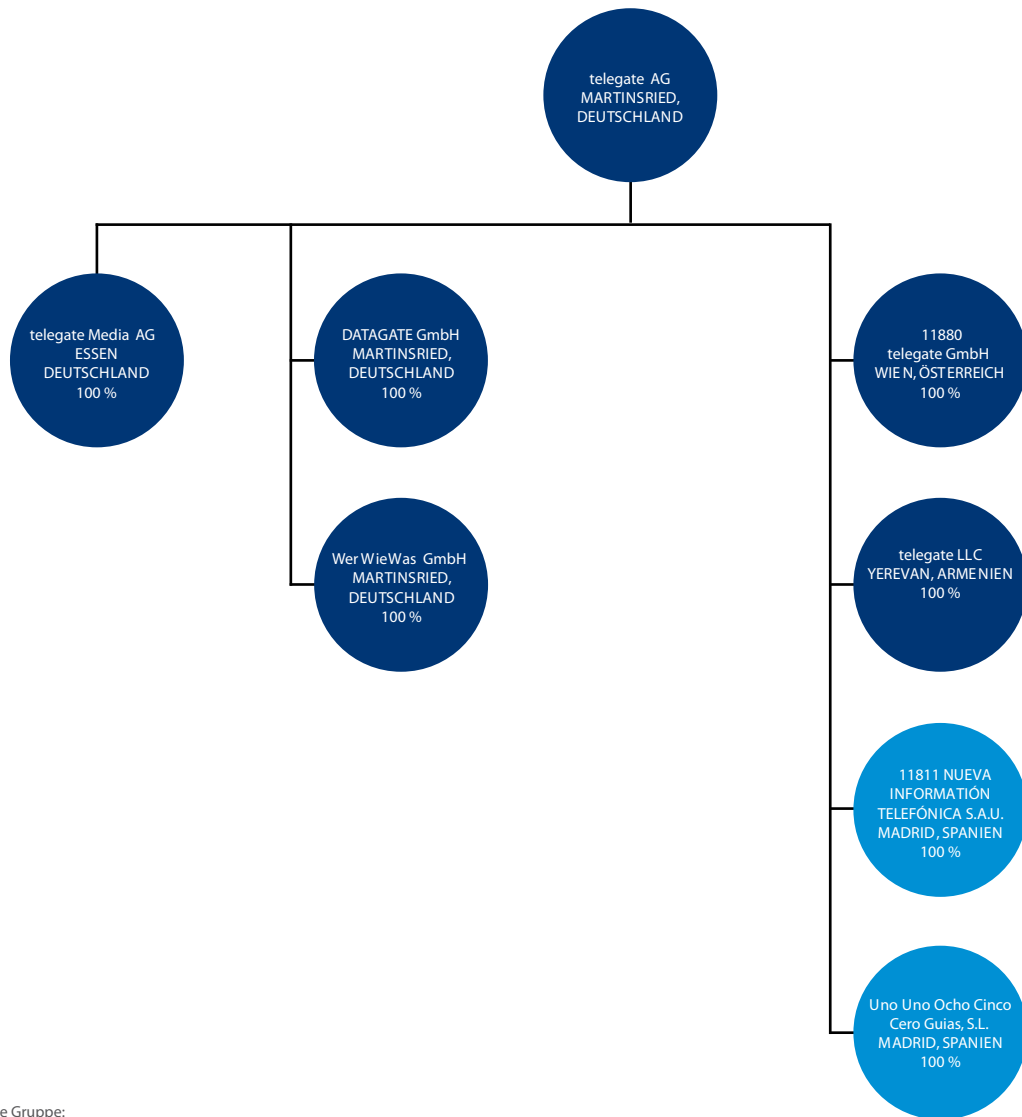 telegate AG
MARTINSRIED,
DEUTSCHLAND
telegate Media AG
ESSEN
DEUTSCHLAND
100 %
DATAGATE GmbH
MARTINSRIED,
DEUTSCHLAND
100 %
11880
telegate GmbH
WIEN, ÖSTERREICH
100 %
WerWieWas GmbH
MARTINSRIED,
DEUTSCHLAND
100 %
telegate LLC
YEREVAN, ARMENIEN
100 %
11811 NUEVA
INFORMATIÓN
TELEFÓNICA S.A.U.
MADRID, SPANIEN
100 %
Uno Uno Ocho Cinco
Cero Guias, S.L.
MADRID, SPANIEN
100 %
e Gruppe: